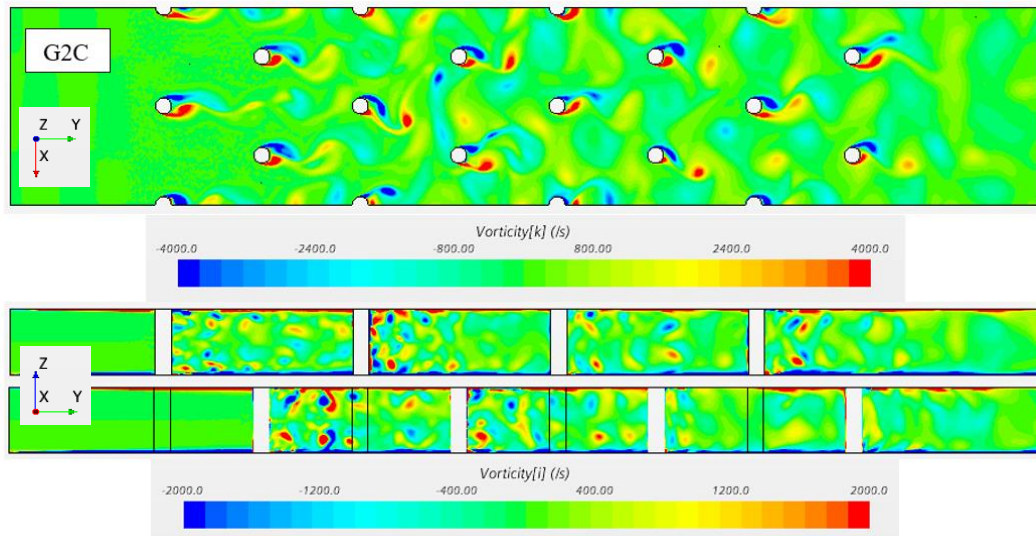 G2C
Z Y
X
Vorticity[k] (/s)
-4000.0 -2400.0 -800.00 800.00 2400.0 4000.0
Z
X Y
Vorticity[i] (/s)
-2000.0 -1200.0 -400.00 400.00 1200.0 2000.0